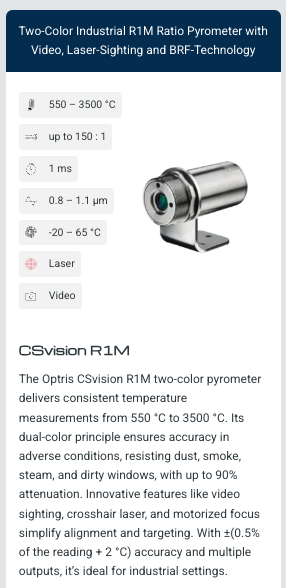 Two-Color Industrial R1M Ratio Pyrometer with
Video, Laser-Sighting and BRF-Technology
550 – 3500 °C
up to 150 : 1
1 ms
0.8 – 1.1 µm
-20 – 65 °C
Laser
Video
CSvision R1M
The Optris CSvision R1M two-color pyrometer
delivers consistent temperature
measurements from 550 °C to 3500 °C. Its
dual-color principle ensures accuracy in
adverse conditions, resisting dust, smoke,
steam, and dirty windows, with up to 90%
attenuation. Innovative features like video
sighting, crosshair laser, and motorized focus
simplify alignment and targeting. With ±(0.5%
of the reading + 2 °C) accuracy and multiple
outputs, it’s ideal for industrial settings.